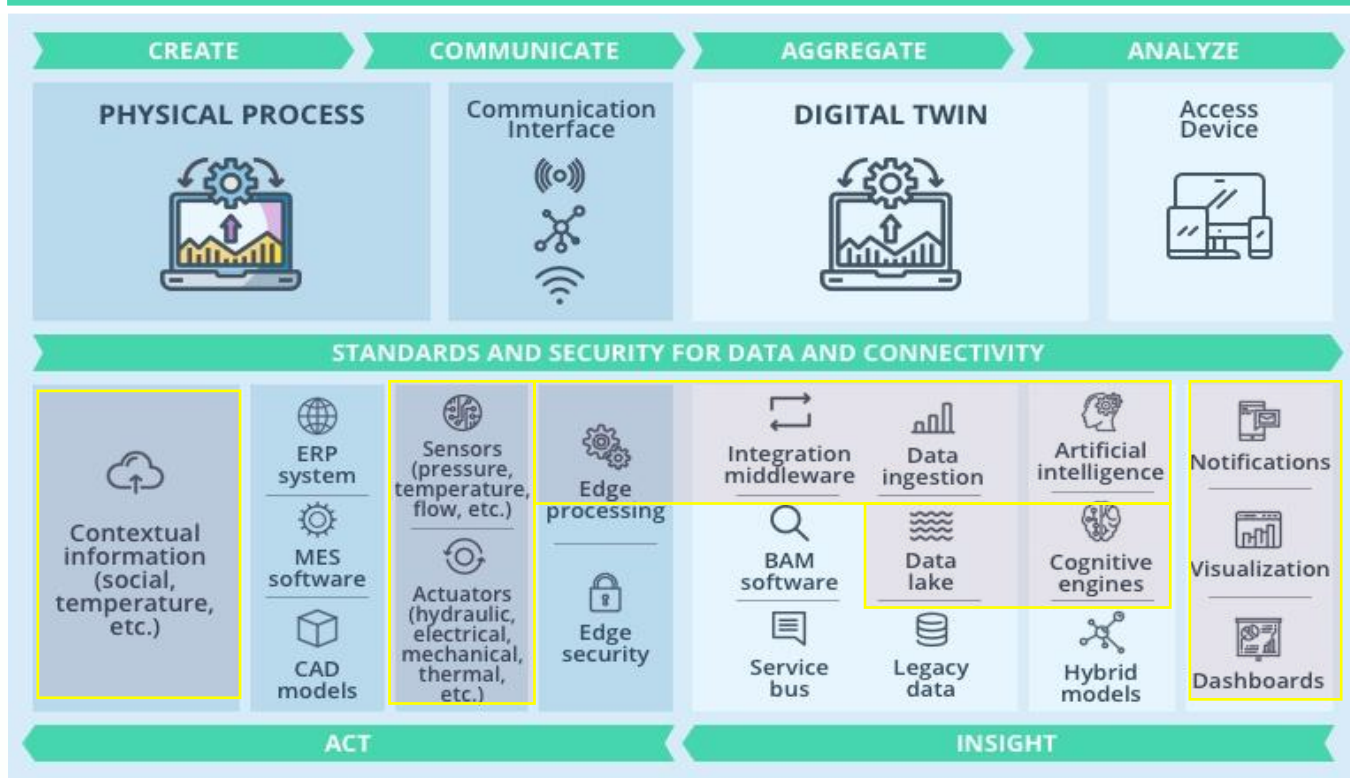 CREATE
COMMUNICATE
AGGREGATE
ANALYZE
PHYSICAL PROCESS
Communication
Interface
DIGITAL TWIN
Access
Device
STANDARDS AND SECURITY FOR DATA AND CONNECTIVITY
Contextual
information
(social,
temperature,
etc.)
ERP
system
MES
software
CAD
models
Sensors
(pressure,
temperature,
flow, etc.)
Actuators
(hydraulic,
electrical,
mechanical,
thermal,
etc.)
Edge
processing
Edge
security
Integration
middleware
BAM
software
Service
bus
Data
ingestion
Data
lake
Legacy
data
Artificial
intelligence
Cognitive
engines
Hybrid
models
Notifications
Visualization
Dashboards
ACT
INSIGHT